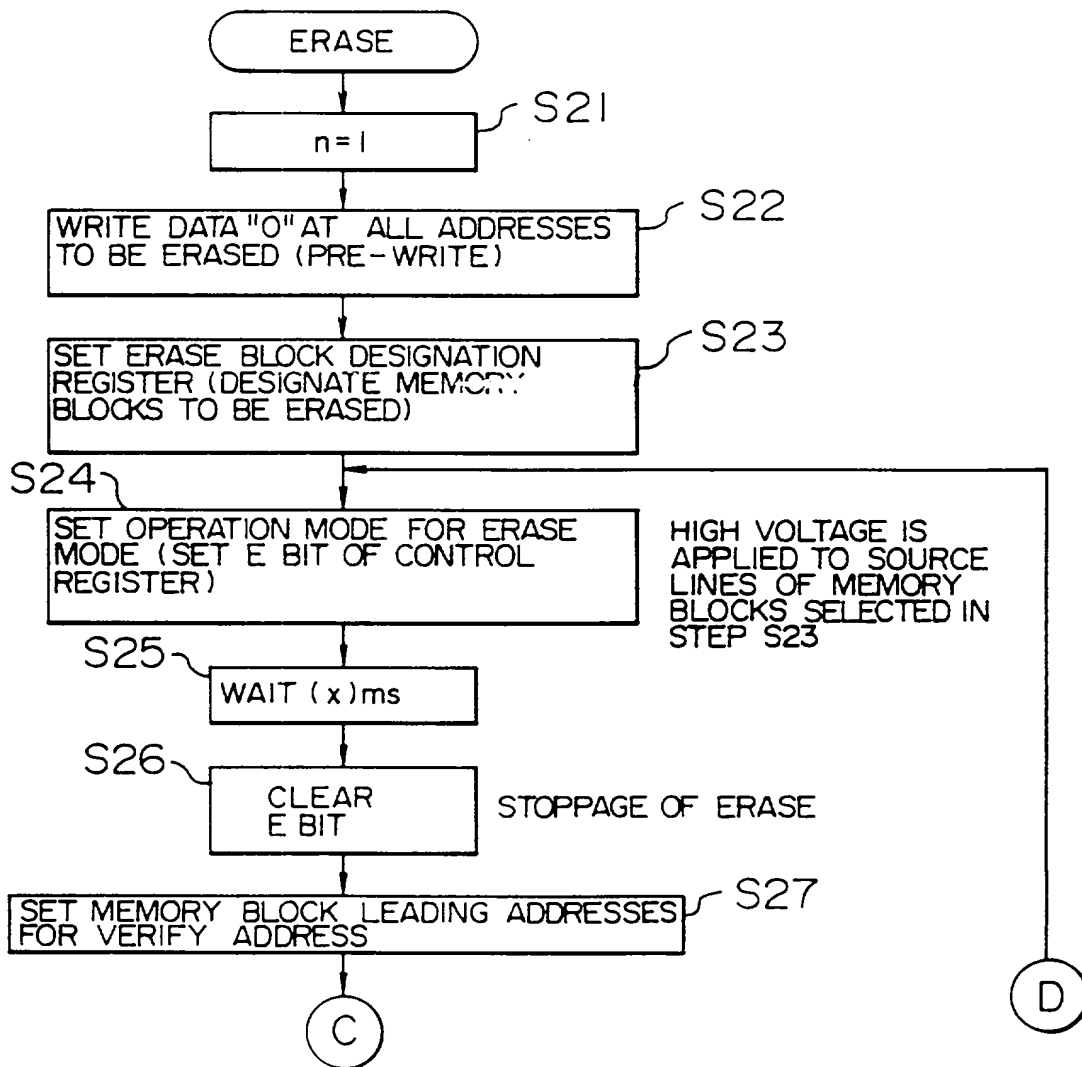 ERASE
S21
n=1
S22
WRITE DATA "0" AT ALL ADDRESSES
TO BE ERASED (PRE-WRITE)
S23
SET ERASE BLOCK DESIGNATION
REGISTER (DESIGNATE MEMORY
BLOCKS TO BE ERASED)
S24
SET OPERATION MODE FOR ERASE
MODE (SET E BIT OF CONTROL
REGISTER)
HIGH VOLTAGE IS
APPLIED TO SOURCE
LINES OF MEMORY
BLOCKS SELECTED IN
STEP S23
S25
WAIT (x)ms
S26
CLEAR
E BIT
STOPPAGE OF ERASE
S27
SET MEMORY BLOCK LEADING ADDRESSES
FOR VERIFY ADDRESS
C
D